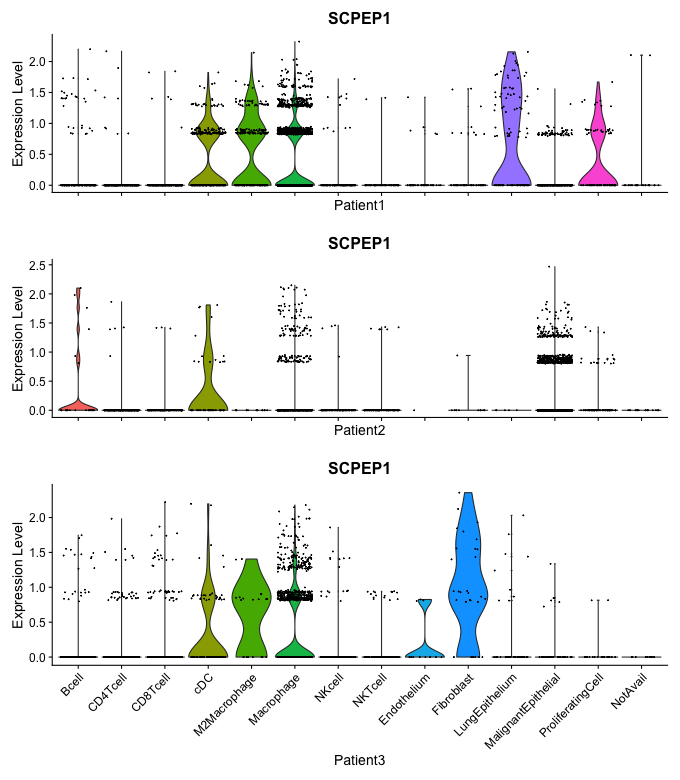 SCPEP1
Expression Level
2.0
1.5
1.0
0.5
0.0
Patient1
SCPEP1
Expression Level
2.5
2.0
1.5
1.0
0.5
0.0
Patient2
SCPEP1
Expression Level
2.0
1.5
1.0
0.5
0.0
Bcell
CD4Tcell
CD8Tcell
cDC
M2Macrophage
Macrophage
NKcell
NKTcell
Endothelium
Fibroblast
LungEpithelium
MalignantEpithelial
ProliferatingCell
NotAvail
Patient3